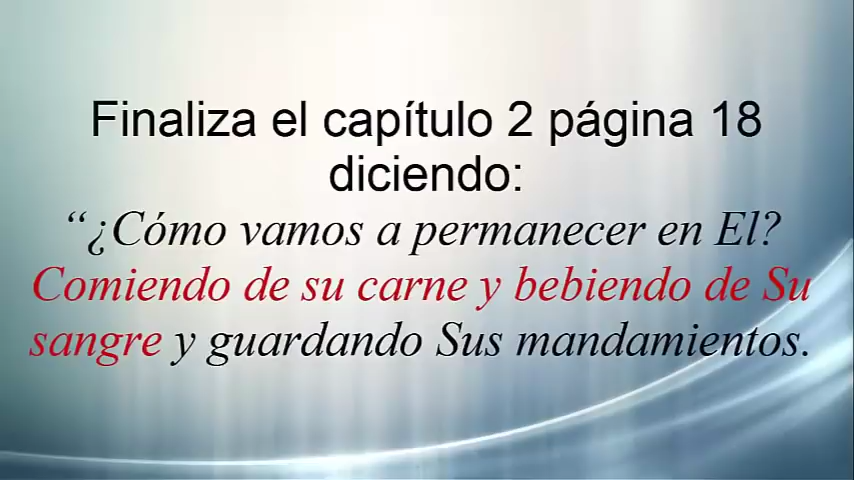 Finaliza el capítulo 2 página 18
diciendo:
“¿Cómo vamos a permanecer en El?
Comiendo de su carne y bebiendo de Su
sangre y guardando Sus mandamientos.